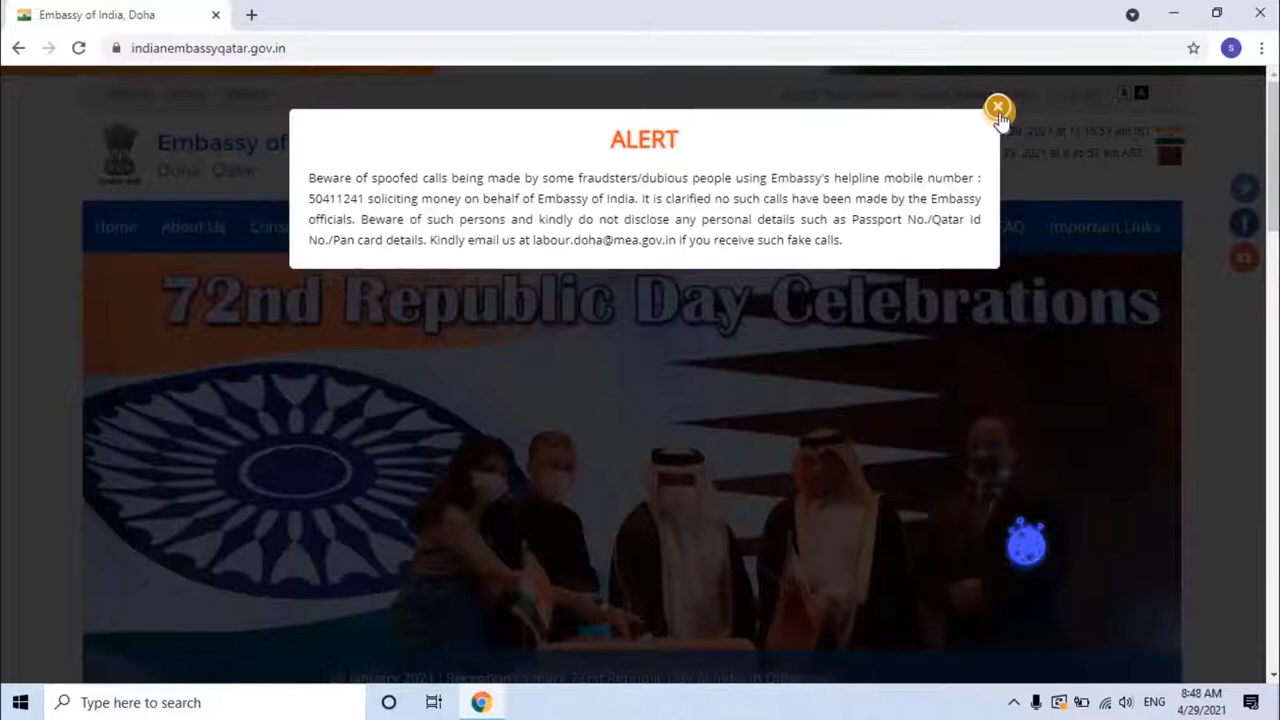 Embassy of India, Doha
indianembassyqatar.gov.in
S
A A
Embassy of
Doha, Qatar
ALERT
Beware of spoofed calls being made by some fraudsters/dubious people using Embassy's helpline mobile number :
50411241 soliciting money on behalf of Embassy of India. It is clarified no such calls have been made by the Embassy
officials. Beware of such persons and kindly do not disclose any personal details such as Passport No./Qatar Id
No./Pan card details. Kindly email us at labour.doha@mea.gov.in if you receive such fake calls.
Home About Us FAQ Important Links
72nd Republic Day Celebrations
Type here to search
ENG
8:48 AM
4/29/2021